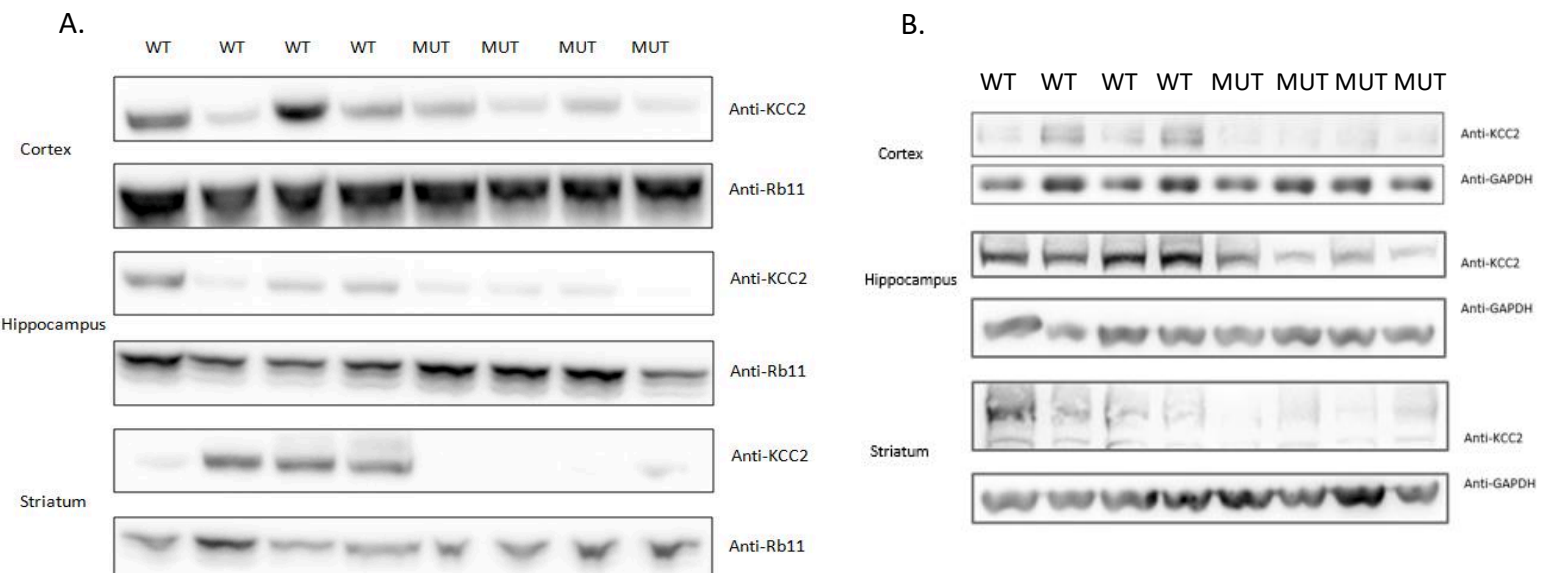 A.
WT WT WT WT MUT MUT MUT MUT
Anti-KCC2
Cortex
Anti-Rb11
Anti-KCC2
Hippocampus
Anti-Rb11
Anti-KCC2
Striatum
Anti-Rb11
B.
WT WT WT WT MUT MUT MUT MUT
Anti-KCC2
Cortex
Anti-GAPDH
Anti-KCC2
Hippocampus
Anti-GAPDH
Anti-KCC2
Striatum
Anti-GAPDH